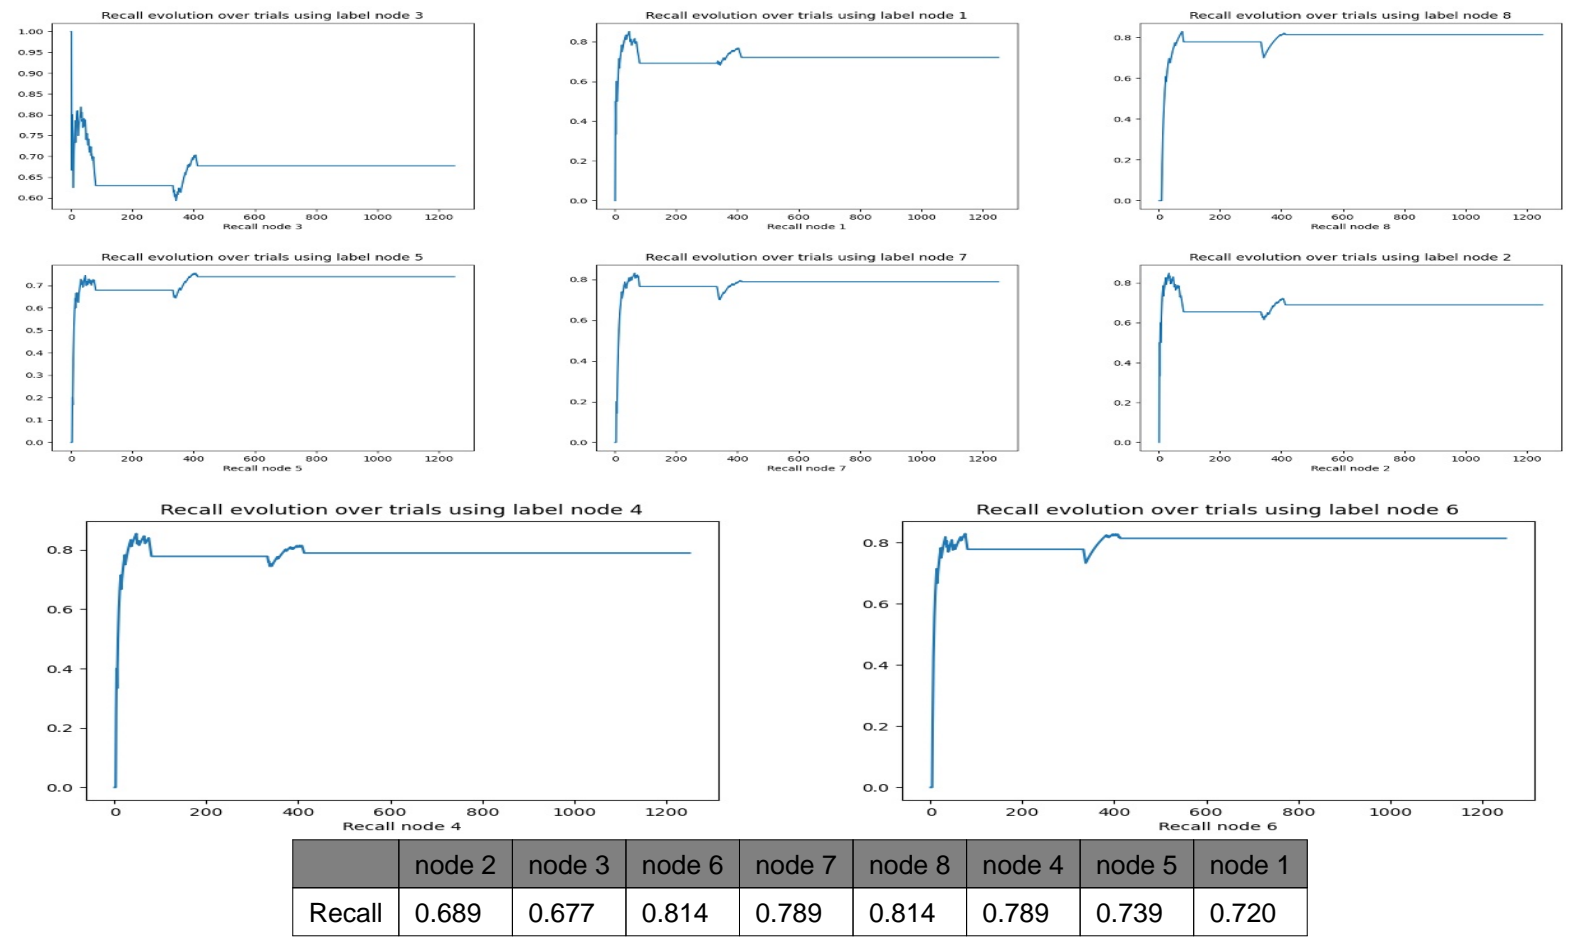 Recall evolution over trials using label node 3
1.00
0.95
0.90
0.85
0.80
0.75
0.70
0.65
0.60
0 200 400 600 800 1000 1200
Recall node 3
Recall evolution over trials using label node 1
0.8
0.6
0.4
0.2
0.0
0 200 400 600 800 1000 1200
Recall node 1
Recall evolution over trials using label node 8
0.8
0.6
0.4
0.2
0.0
0 200 400 600 800 1000 1200
Recall node 8
Recall evolution over trials using label node 5
0.7
0.6
0.5
0.4
0.3
0.2
0.1
0.0
0 200 400 600 800 1000 1200
Recall node 5
Recall evolution over trials using label node 7
0.8
0.6
0.4
0.2
0.0
0 200 400 600 800 1000 1200
Recall node 7
Recall evolution over trials using label node 2
0.8
0.6
0.4
0.2
0.0
0 200 400 600 800 1000 1200
Recall node 2
Recall evolution over trials using label node 4
0.8
0.6
0.4
0.2
0.0
0 200 400 600 800 1000 1200
Recall node 4
Recall evolution over trials using label node 6
0.8
0.6
0.4
0.2
0.0
0 200 400 600 800 1000 1200
Recall node 6
node 2 node 3 node 6 node 7 node 8 node 4 node 5 node 1
Recall 0.689 0.677 0.814 0.789 0.814 0.789 0.739 0.720